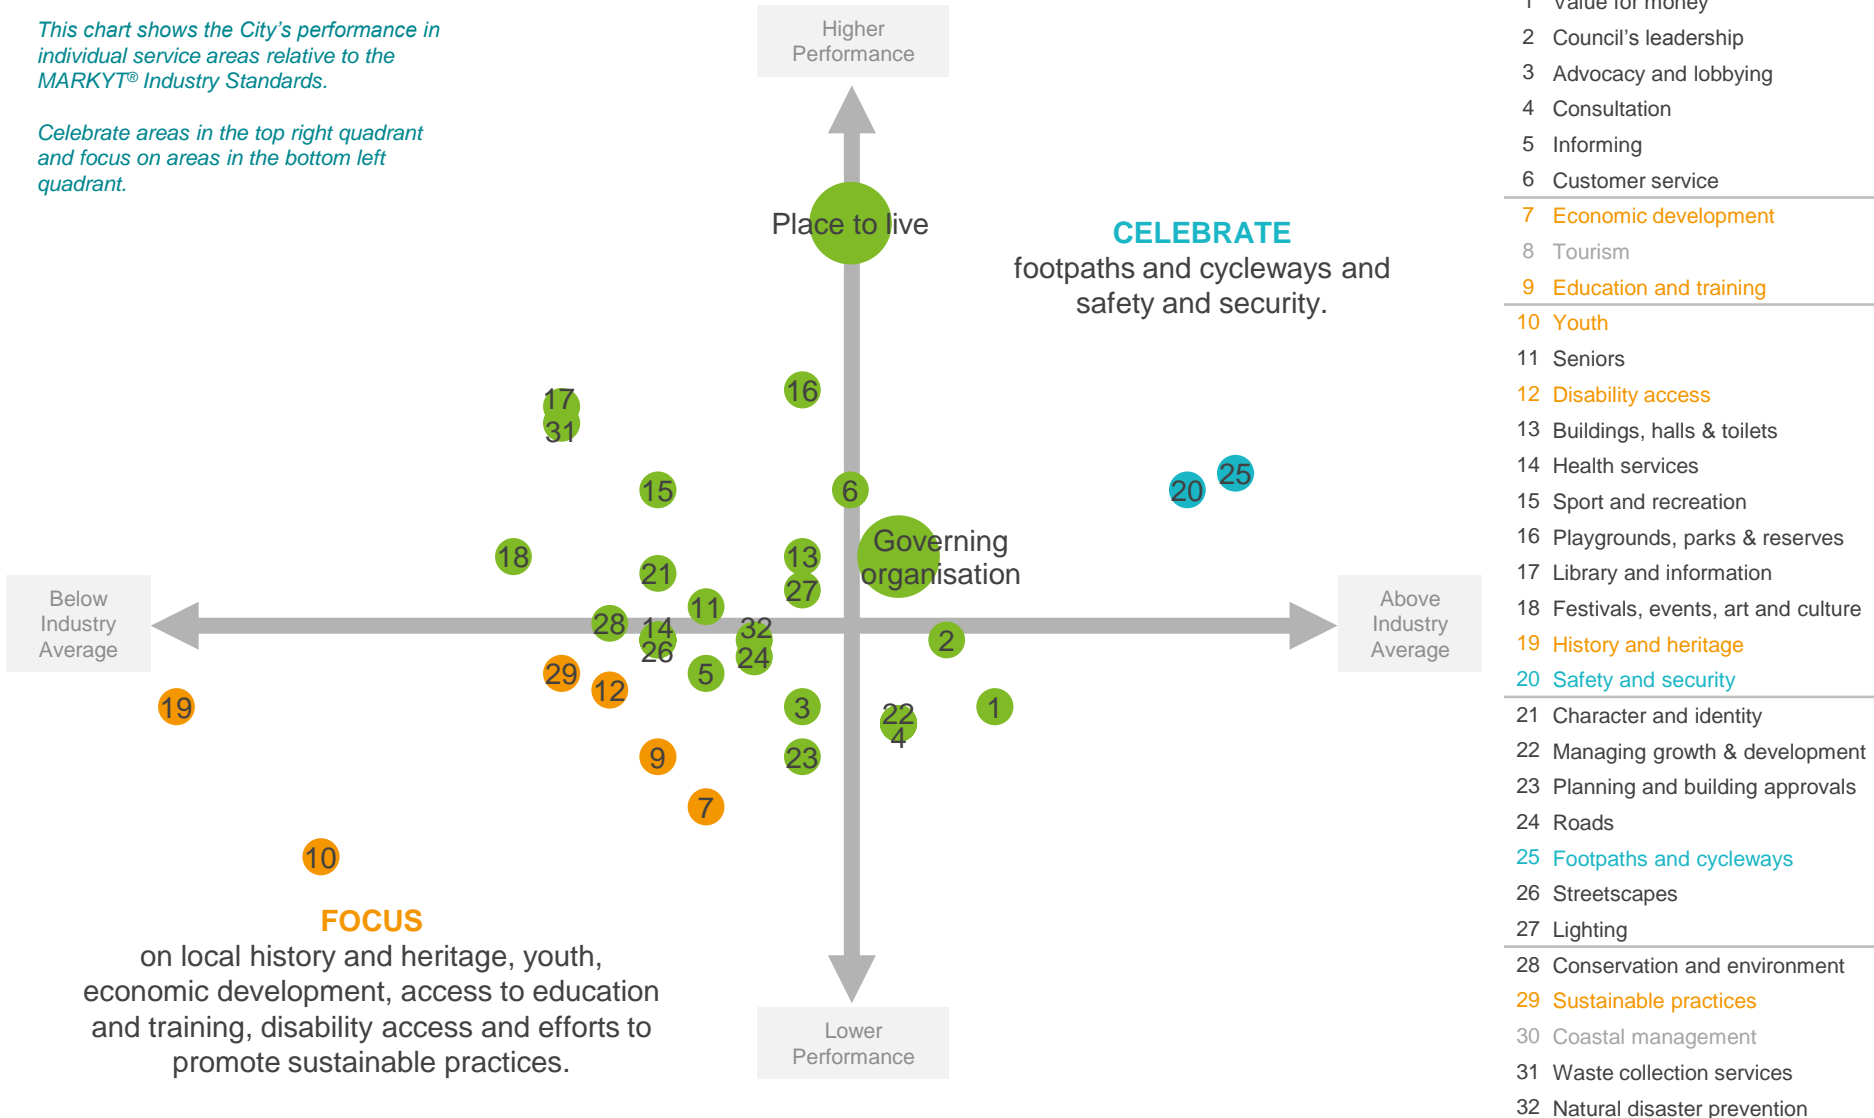 This chart shows the City's performance in
individual service areas relative to the
MARKYT® Industry Standards.
Celebrate areas in the top right quadrant
and focus on areas in the bottom left
quadrant.
Higher
Performance
Place to live
CELEBRATE
footpaths and cycleways and
safety and security.
17
31
16
15
6
20
25
18
21
13
27
Governing
organisation
Below
Industry
Average
28
14
26
11
32
24
2
Above
Industry
Average
19
29
12
5
3
22
4
1
9
23
7
10
FOCUS
on local history and heritage, youth,
economic development, access to education
and training, disability access and efforts to
promote sustainable practices.
Lower
Performance
1 Value for money
2 Council's leadership
3 Advocacy and lobbying
4 Consultation
5 Informing
6 Customer service
7 Economic development
8 Tourism
9 Education and training
10 Youth
11 Seniors
12 Disability access
13 Buildings, halls & toilets
14 Health services
15 Sport and recreation
16 Playgrounds, parks & reserves
17 Library and information
18 Festivals, events, art and culture
19 History and heritage
20 Safety and security
21 Character and identity
22 Managing growth & development
23 Planning and building approvals
24 Roads
25 Footpaths and cycleways
26 Streetscapes
27 Lighting
28 Conservation and environment
29 Sustainable practices
30 Coastal management
31 Waste collection services
32 Natural disaster prevention